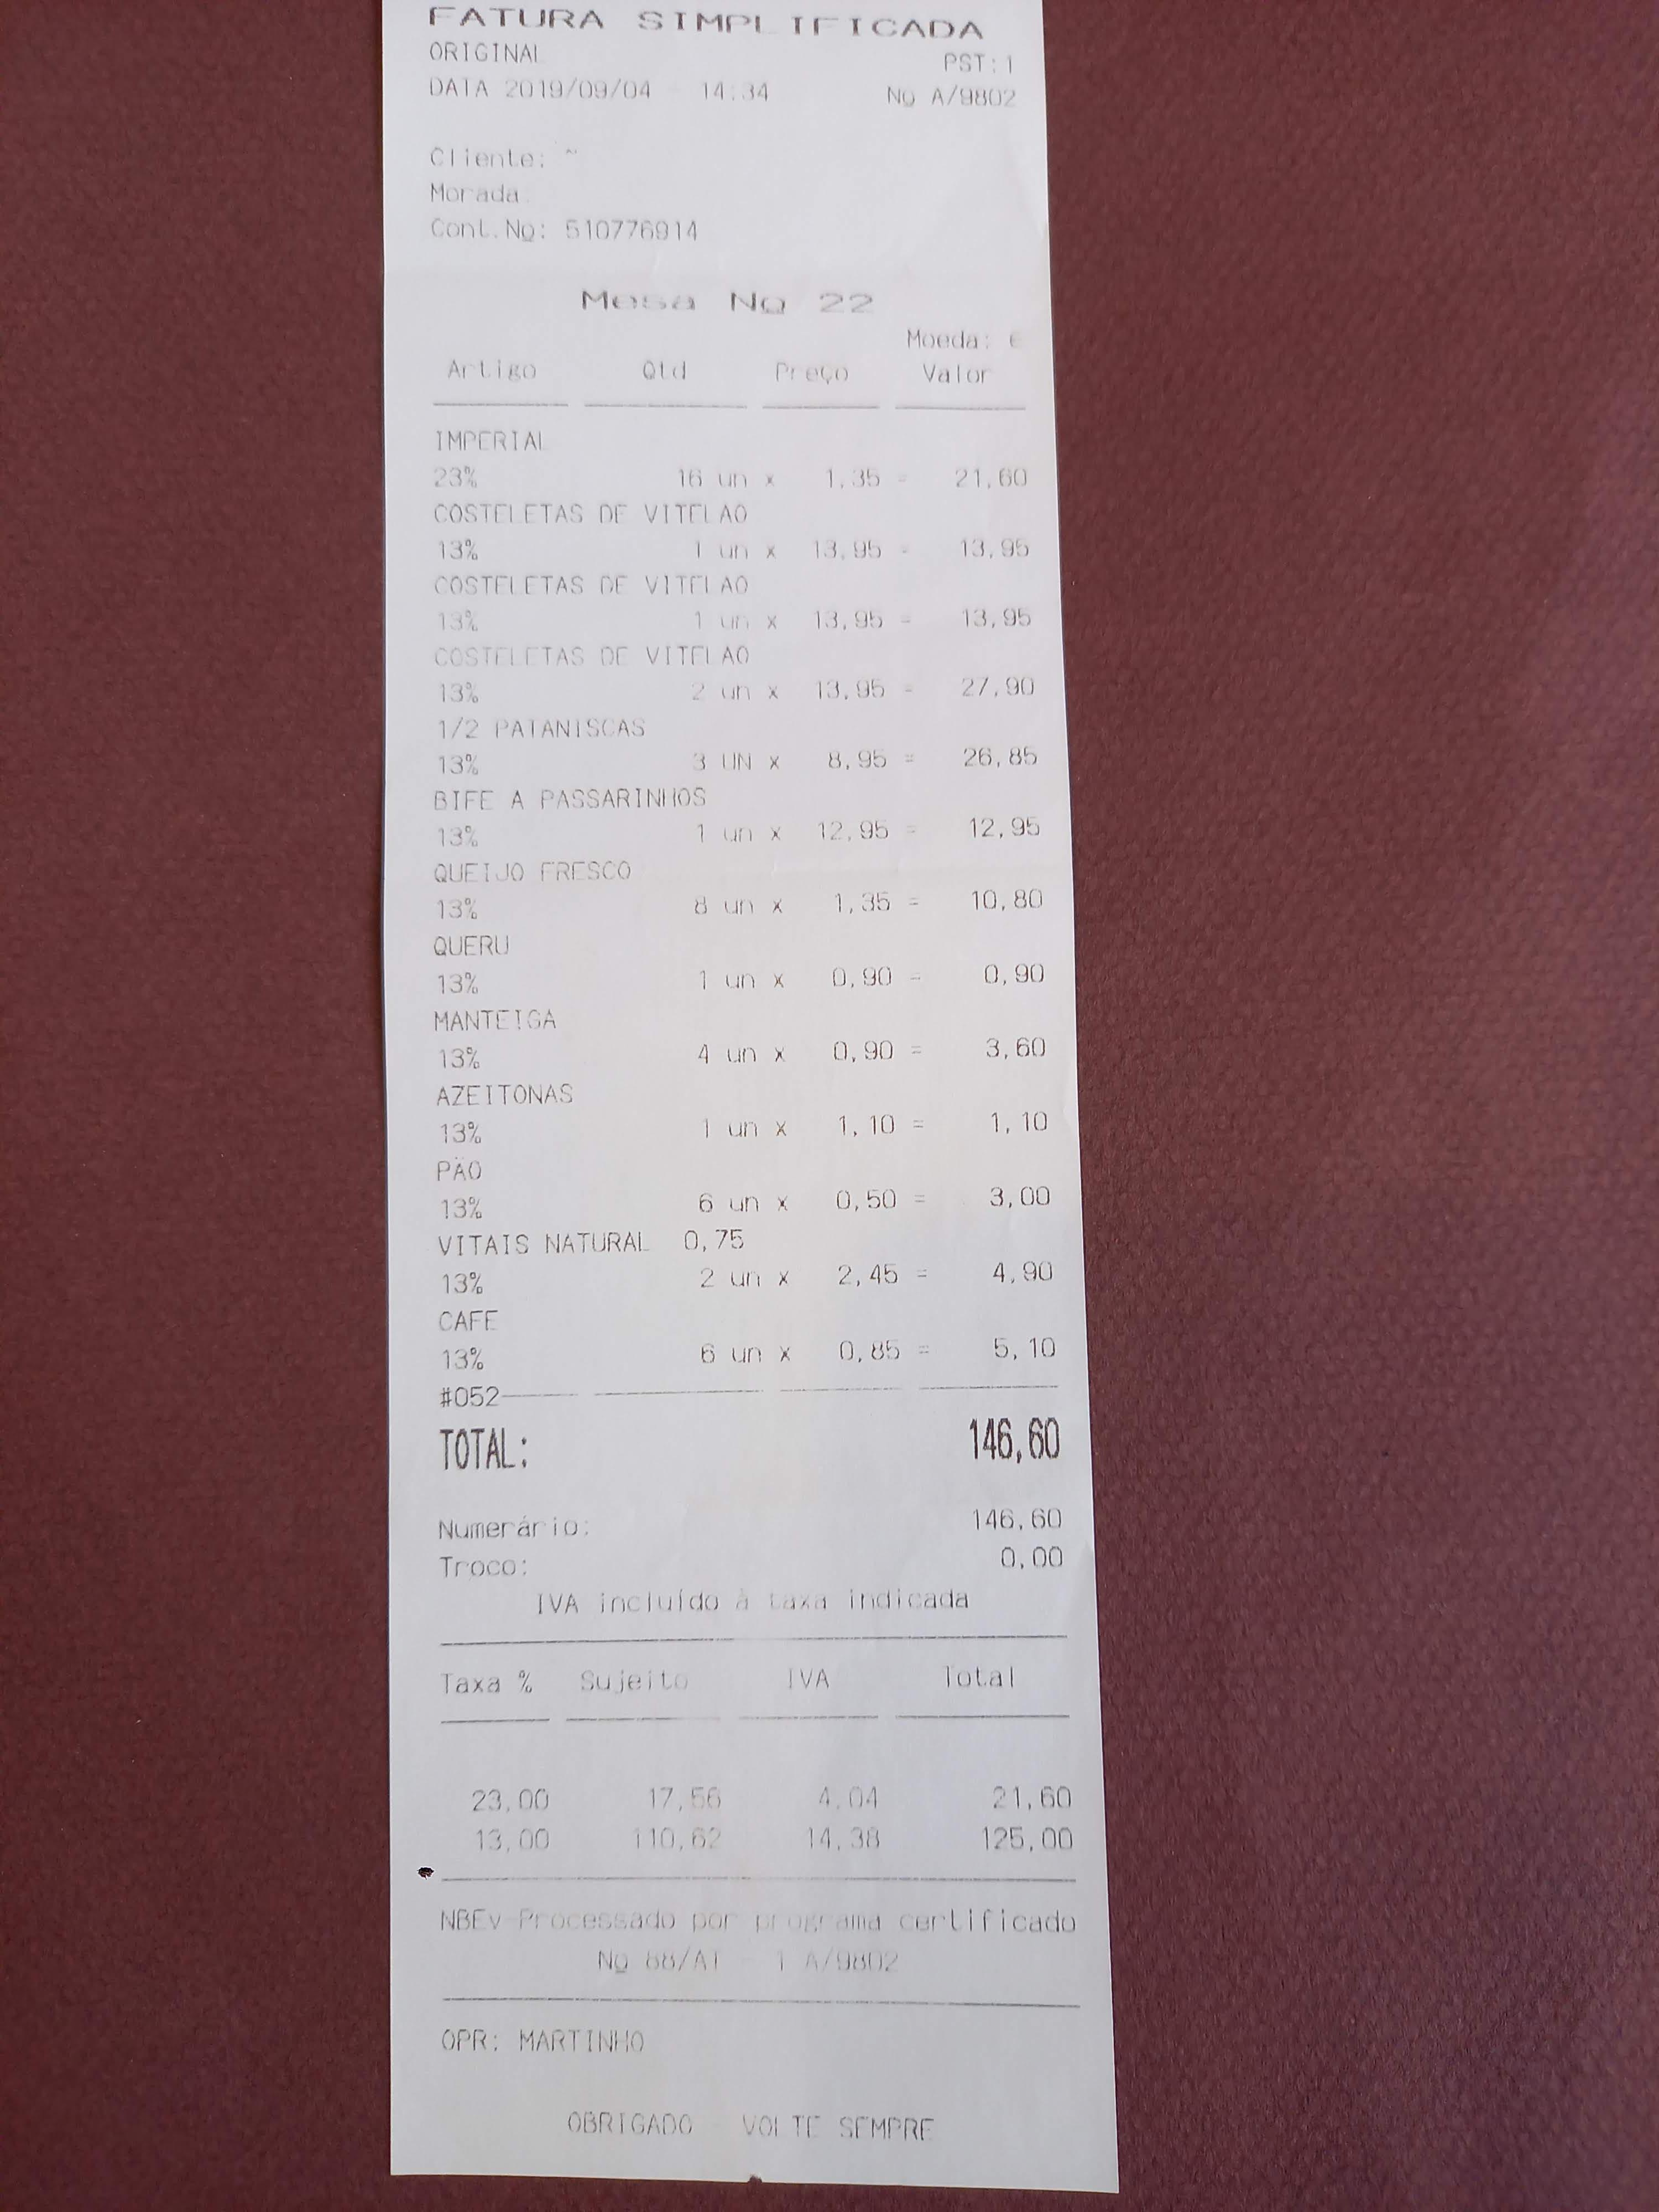 FATURA SIMPLIFICADA
ORIGINAL PST:1
DATA 2019/09/04 14:34 Nº A/9802
Cliente: ~
Morada
Cont.Nº: 510776914
Mesa Nº 22
Moeda: €
Artigo Qtd Preço Valor
IMPERIAL
23% 16 un x 1,35 = 21,60
COSTELETAS DE VITELAO
13% 1 un x 13,95 = 13,95
COSTELETAS DE VITELAO
13% 1 un x 13,95 = 13,95
COSTELETAS DE VITELAO
13% 2 un x 13,95 = 27,90
1/2 PATANISCAS
13% 3 UN x 8,95 = 26,85
BIFE A PASSARINHOS
13% 1 un x 12,95 = 12,95
QUEIJO FRESCO
13% 8 un x 1,35 = 10,80
QUERU
13% 1 un x 0,90 = 0,90
MANTEIGA
13% 4 un x 0,90 = 3,60
AZEITONAS
13% 1 un x 1,10 = 1,10
PÃO
13% 6 un x 0,50 = 3,00
VITAIS NATURAL 0,75
13% 2 un x 2,45 = 4,90
CAFE
13% 6 un x 0,85 = 5,10
#052
TOTAL: 146,60
Numerário: 146,60
Troco: 0,00
IVA incluído à taxa indicada
Taxa % Sujeito IVA Total
23,00 17,56 4,04 21,60
13,00 110,62 14,38 125,00
NBEv-Processado por programa certificado
Nº 88/AT - 1 A/9802
OPR: MARTINHO
OBRIGADO VOLTE SEMPRE